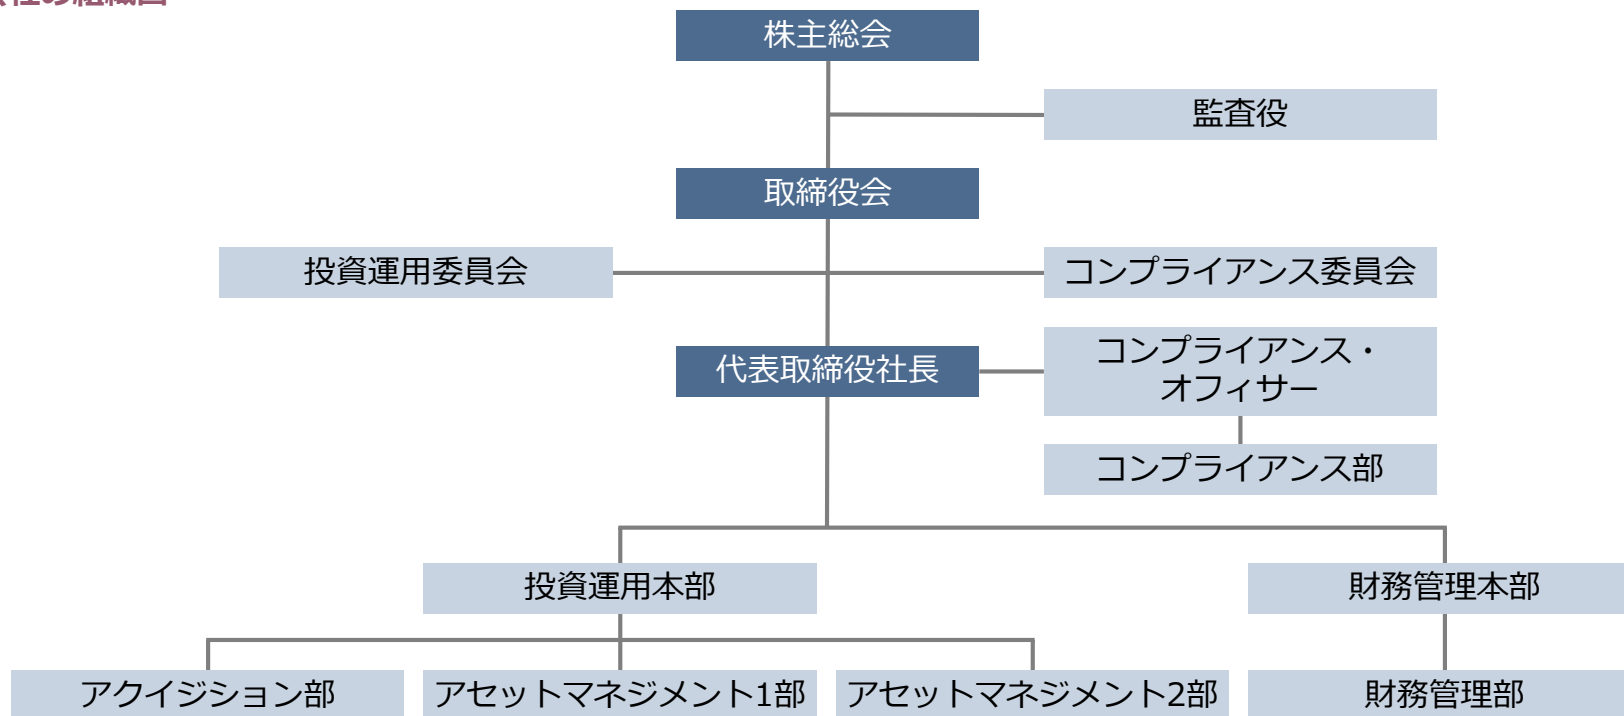 社の組織図
株主総会
監査役
取締役会
投資運用委員会
コンプライアンス委員会
代表取締役社長
コンプライアンス・
オフィサー
コンプライアンス部
投資運用本部
財務管理本部
アクイジション部
アセットマネジメント1部
アセットマネジメント2部
財務管理部